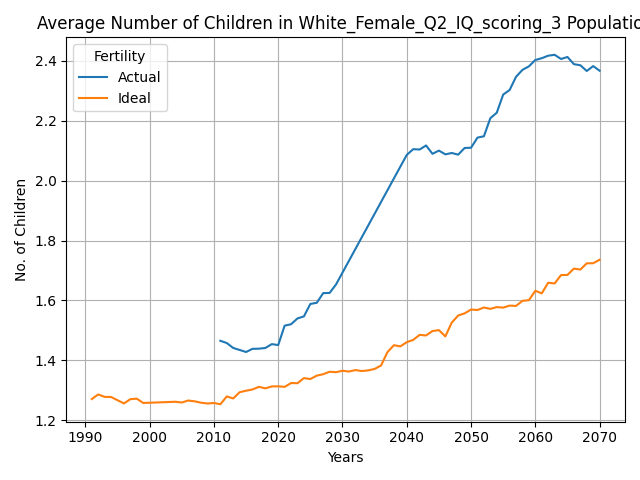 Average Number of Children in White_Female_Q2_IQ_scoring_3 Populatio
Fertility
Actual
Ideal
2.4
2.2
2.0
1.8
1.6
1.4
1.2
No. of Children
1990 2000 2010 2020 2030 2040 2050 2060 2070
Years